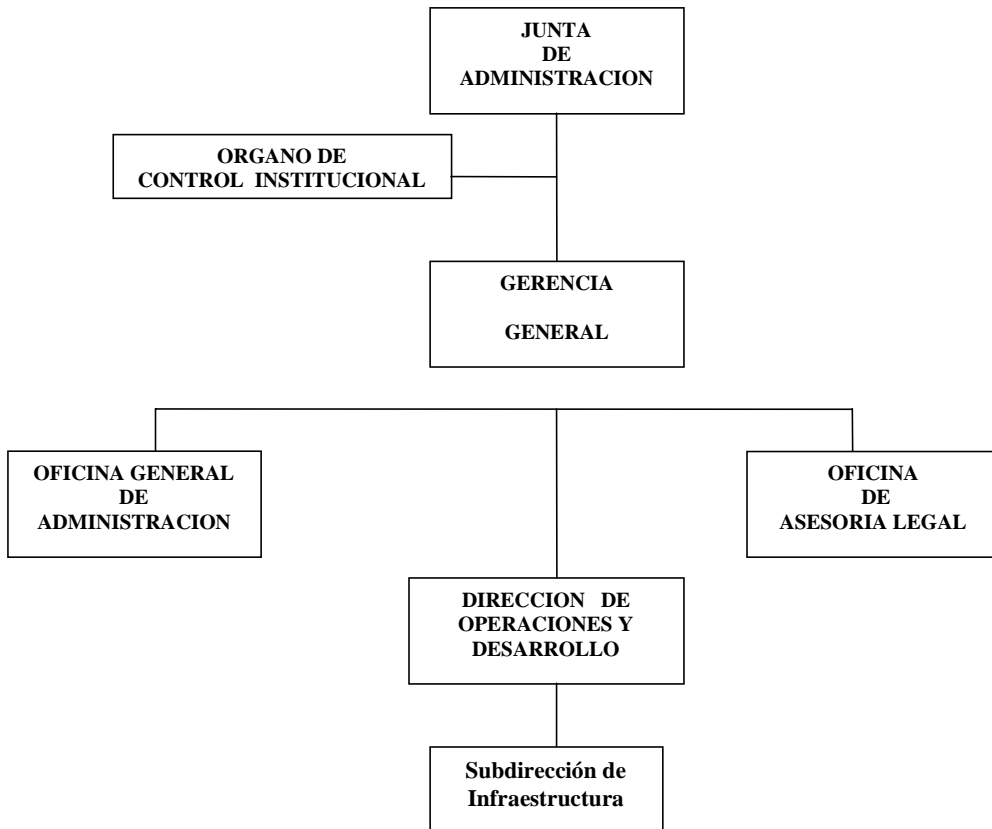 JUNTA
DE
ADMINISTRACION
ORGANO DE
CONTROL INSTITUCIONAL
GERENCIA
GENERAL
OFICINA GENERAL
DE
ADMINISTRACION
OFICINA
DE
ASESORIA LEGAL
DIRECCION DE
OPERACIONES Y
DESARROLLO
Subdirección de
Infraestructura